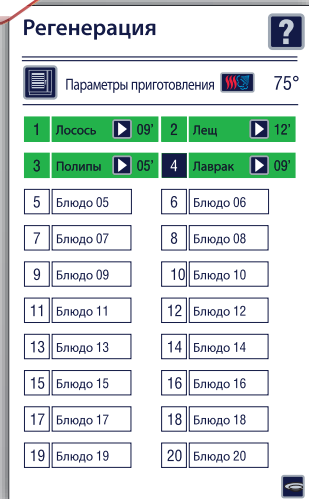 Регенерация ?
Параметры приготовления 75°
1 Лосось 09' 2 Лещ 12'
3 Полипы 05' 4 Лаврак 09'
5 Блюдо 05 6 Блюдо 06
7 Блюдо 07 8 Блюдо 08
9 Блюдо 09 10 Блюдо 10
11 Блюдо 11 12 Блюдо 12
13 Блюдо 13 14 Блюдо 14
15 Блюдо 15 16 Блюдо 16
17 Блюдо 17 18 Блюдо 18
19 Блюдо 19 20 Блюдо 20